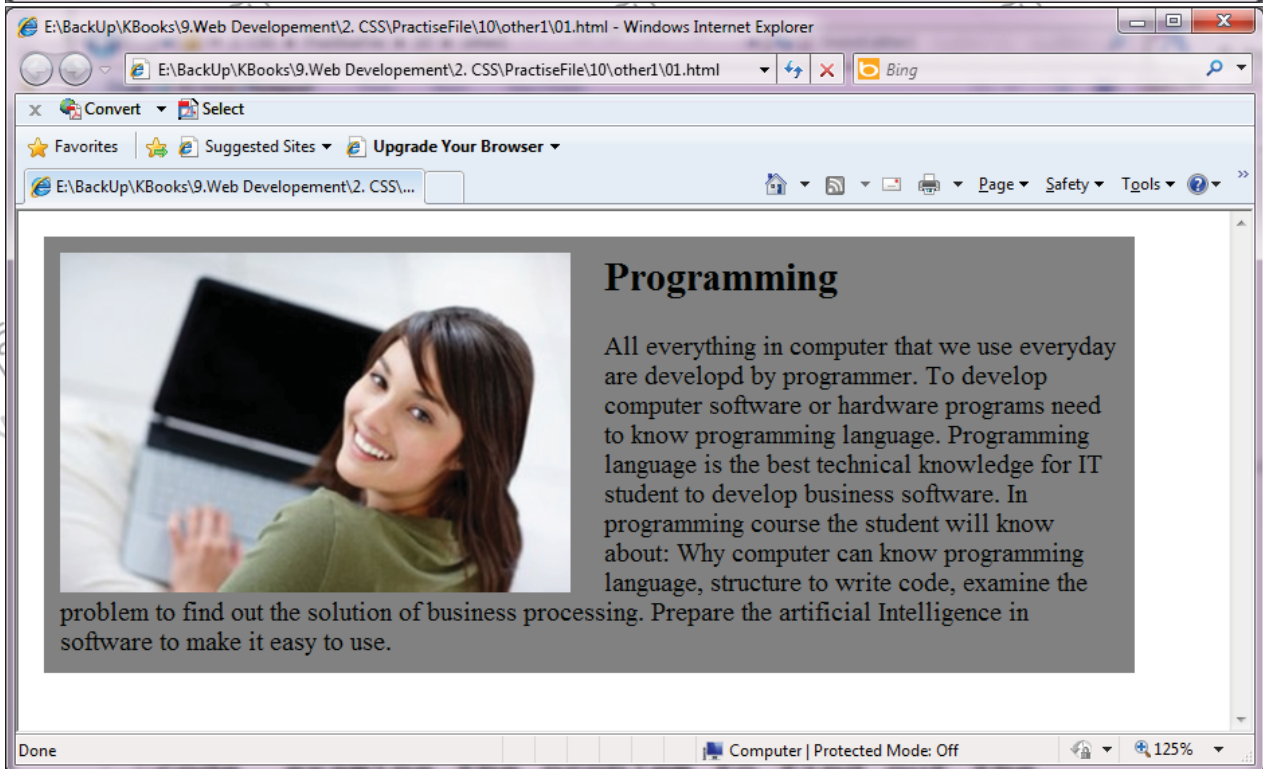 E:\BackUp\KBooks\9.Web Developement\2. CSS\PractiseFile\10\other1\01.html - Windows Internet Explorer
E:\BackUp\KBooks\9.Web Developement\2. CSS\PractiseFile\10\other1\01.html Bing
x Convert Select
Favorites Suggested Sites Upgrade Your Browser
E:\BackUp\KBooks\9.Web Developement\2. CSS\... Page Safety Tools
Programming
All everything in computer that we use everyday
are developd by programmer. To develop
computer software or hardware programs need
to know programming language. Programming
language is the best technical knowledge for IT
student to develop business software. In
programming course the student will know
about: Why computer can know programming
language, structure to write code, examine the
problem to find out the solution of business processing. Prepare the artificial Intelligence in
software to make it easy to use.
Done Computer | Protected Mode: Off 125%